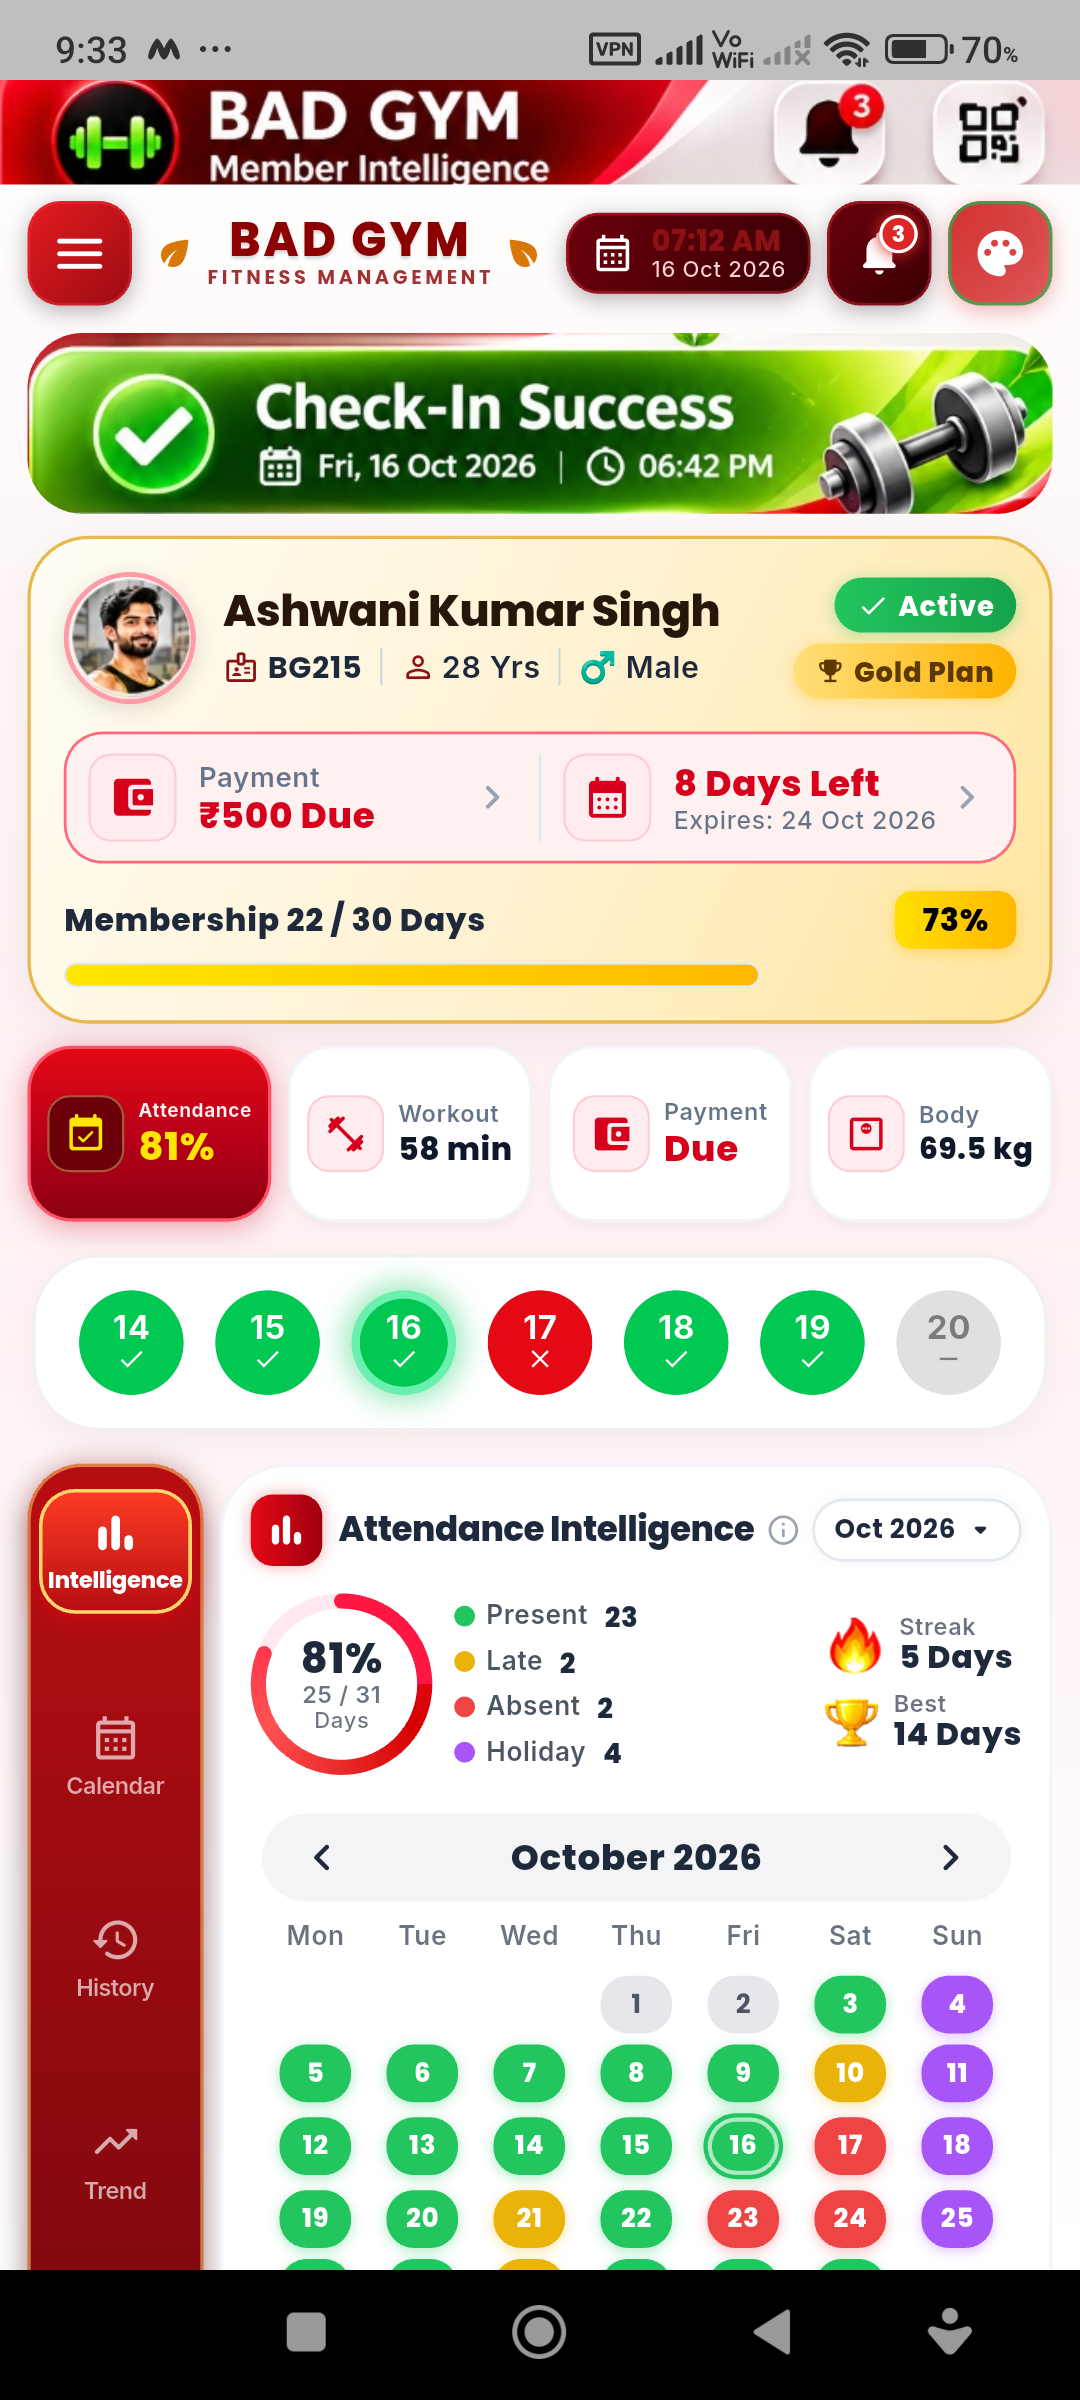 9:33
VPN
Vo WiFi
70%
BAD GYM
Member Intelligence
3
BAD GYM
FITNESS MANAGEMENT
07:12 AM
16 Oct 2026
3
Check-In Success
Fri, 16 Oct 2026 | 06:42 PM
Ashwani Kumar Singh
Active
BG215
28 Yrs
Male
Gold Plan
Payment
₹500 Due
8 Days Left
Expires: 24 Oct 2026
Membership 22 / 30 Days
73%
Attendance
81%
Workout
58 min
Payment
Due
Body
69.5 kg
14 15 16 17 18 19 20
Intelligence
Calendar
History
Trend
Attendance Intelligence
Oct 2026
81%
25 / 31
Days
Present 23
Late 2
Absent 2
Holiday 4
Streak
5 Days
Best
14 Days
October 2026
Mon Tue Wed Thu Fri Sat Sun
1 2 3 4
5 6 7 8 9 10 11
12 13 14 15 16 17 18
19 20 21 22 23 24 25